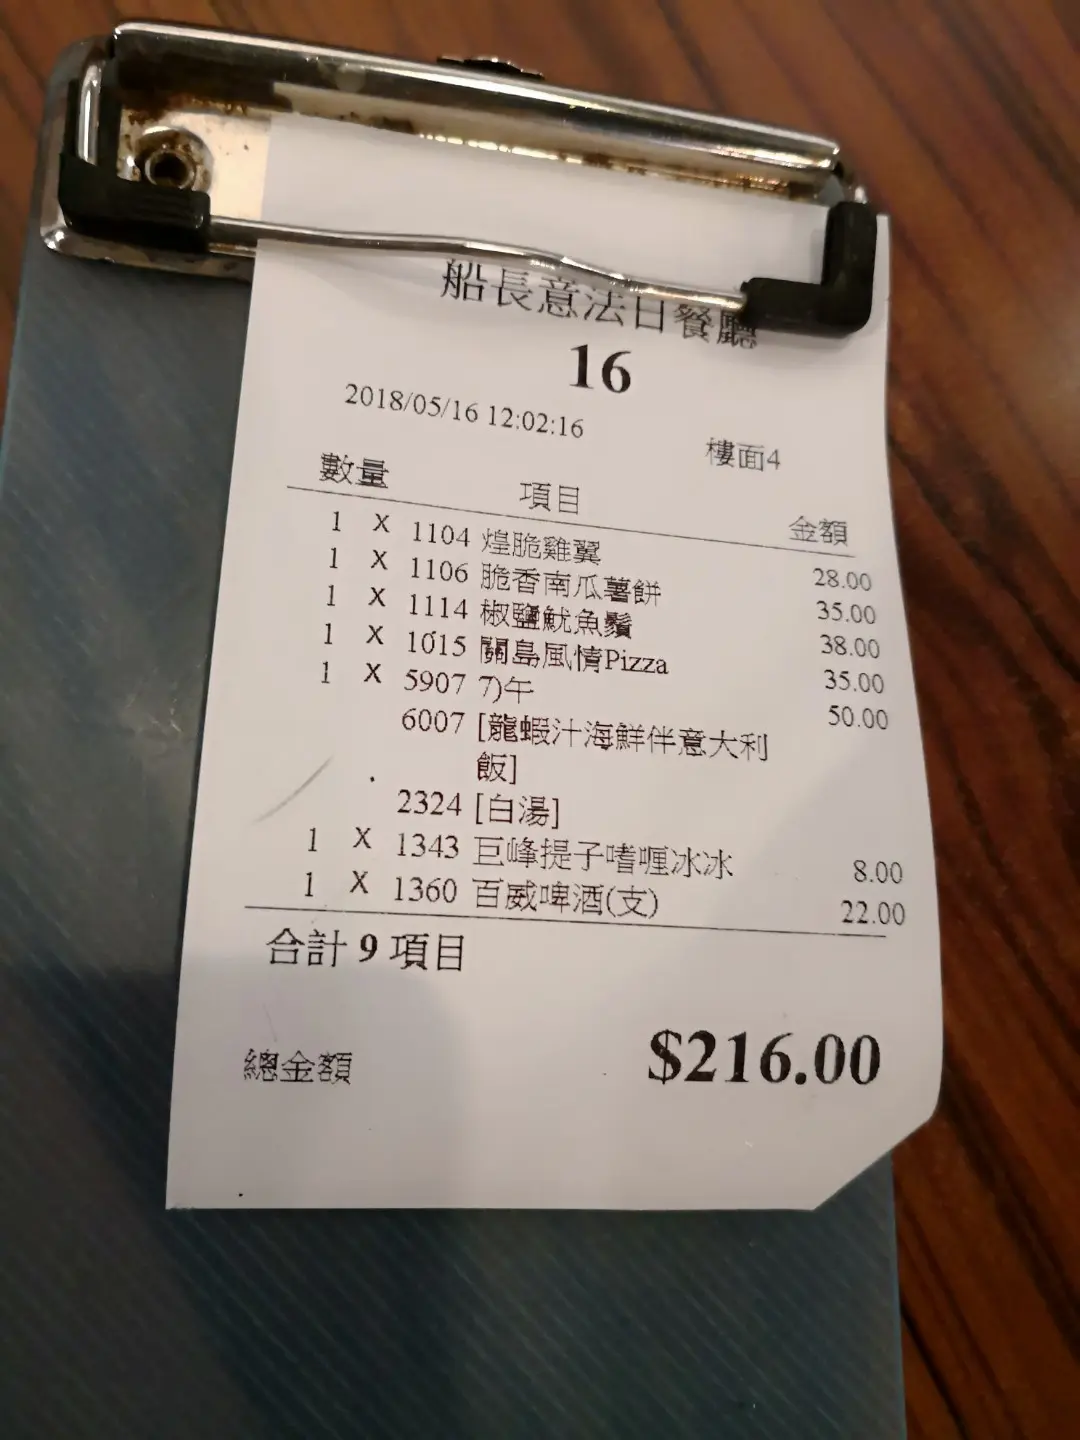 船長意法日餐廳
16
2018/05/16 12:02:16
樓面4
數量 項目 金額
1 X 1104 煌脆雞翼 28.00
1 X 1106 脆香南瓜薯餅 35.00
1 X 1114 椒鹽魷魚鬚 38.00
1 X 1015 關島風情Pizza 35.00
1 X 5907 7)午 50.00
6007 [龍蝦汁海鮮伴意大利
飯]
2324 [白湯]
1 X 1343 巨峰提子嗜喱冰冰 8.00
1 X 1360 百威啤酒(支) 22.00
合計 9 項目
總金額 $216.00